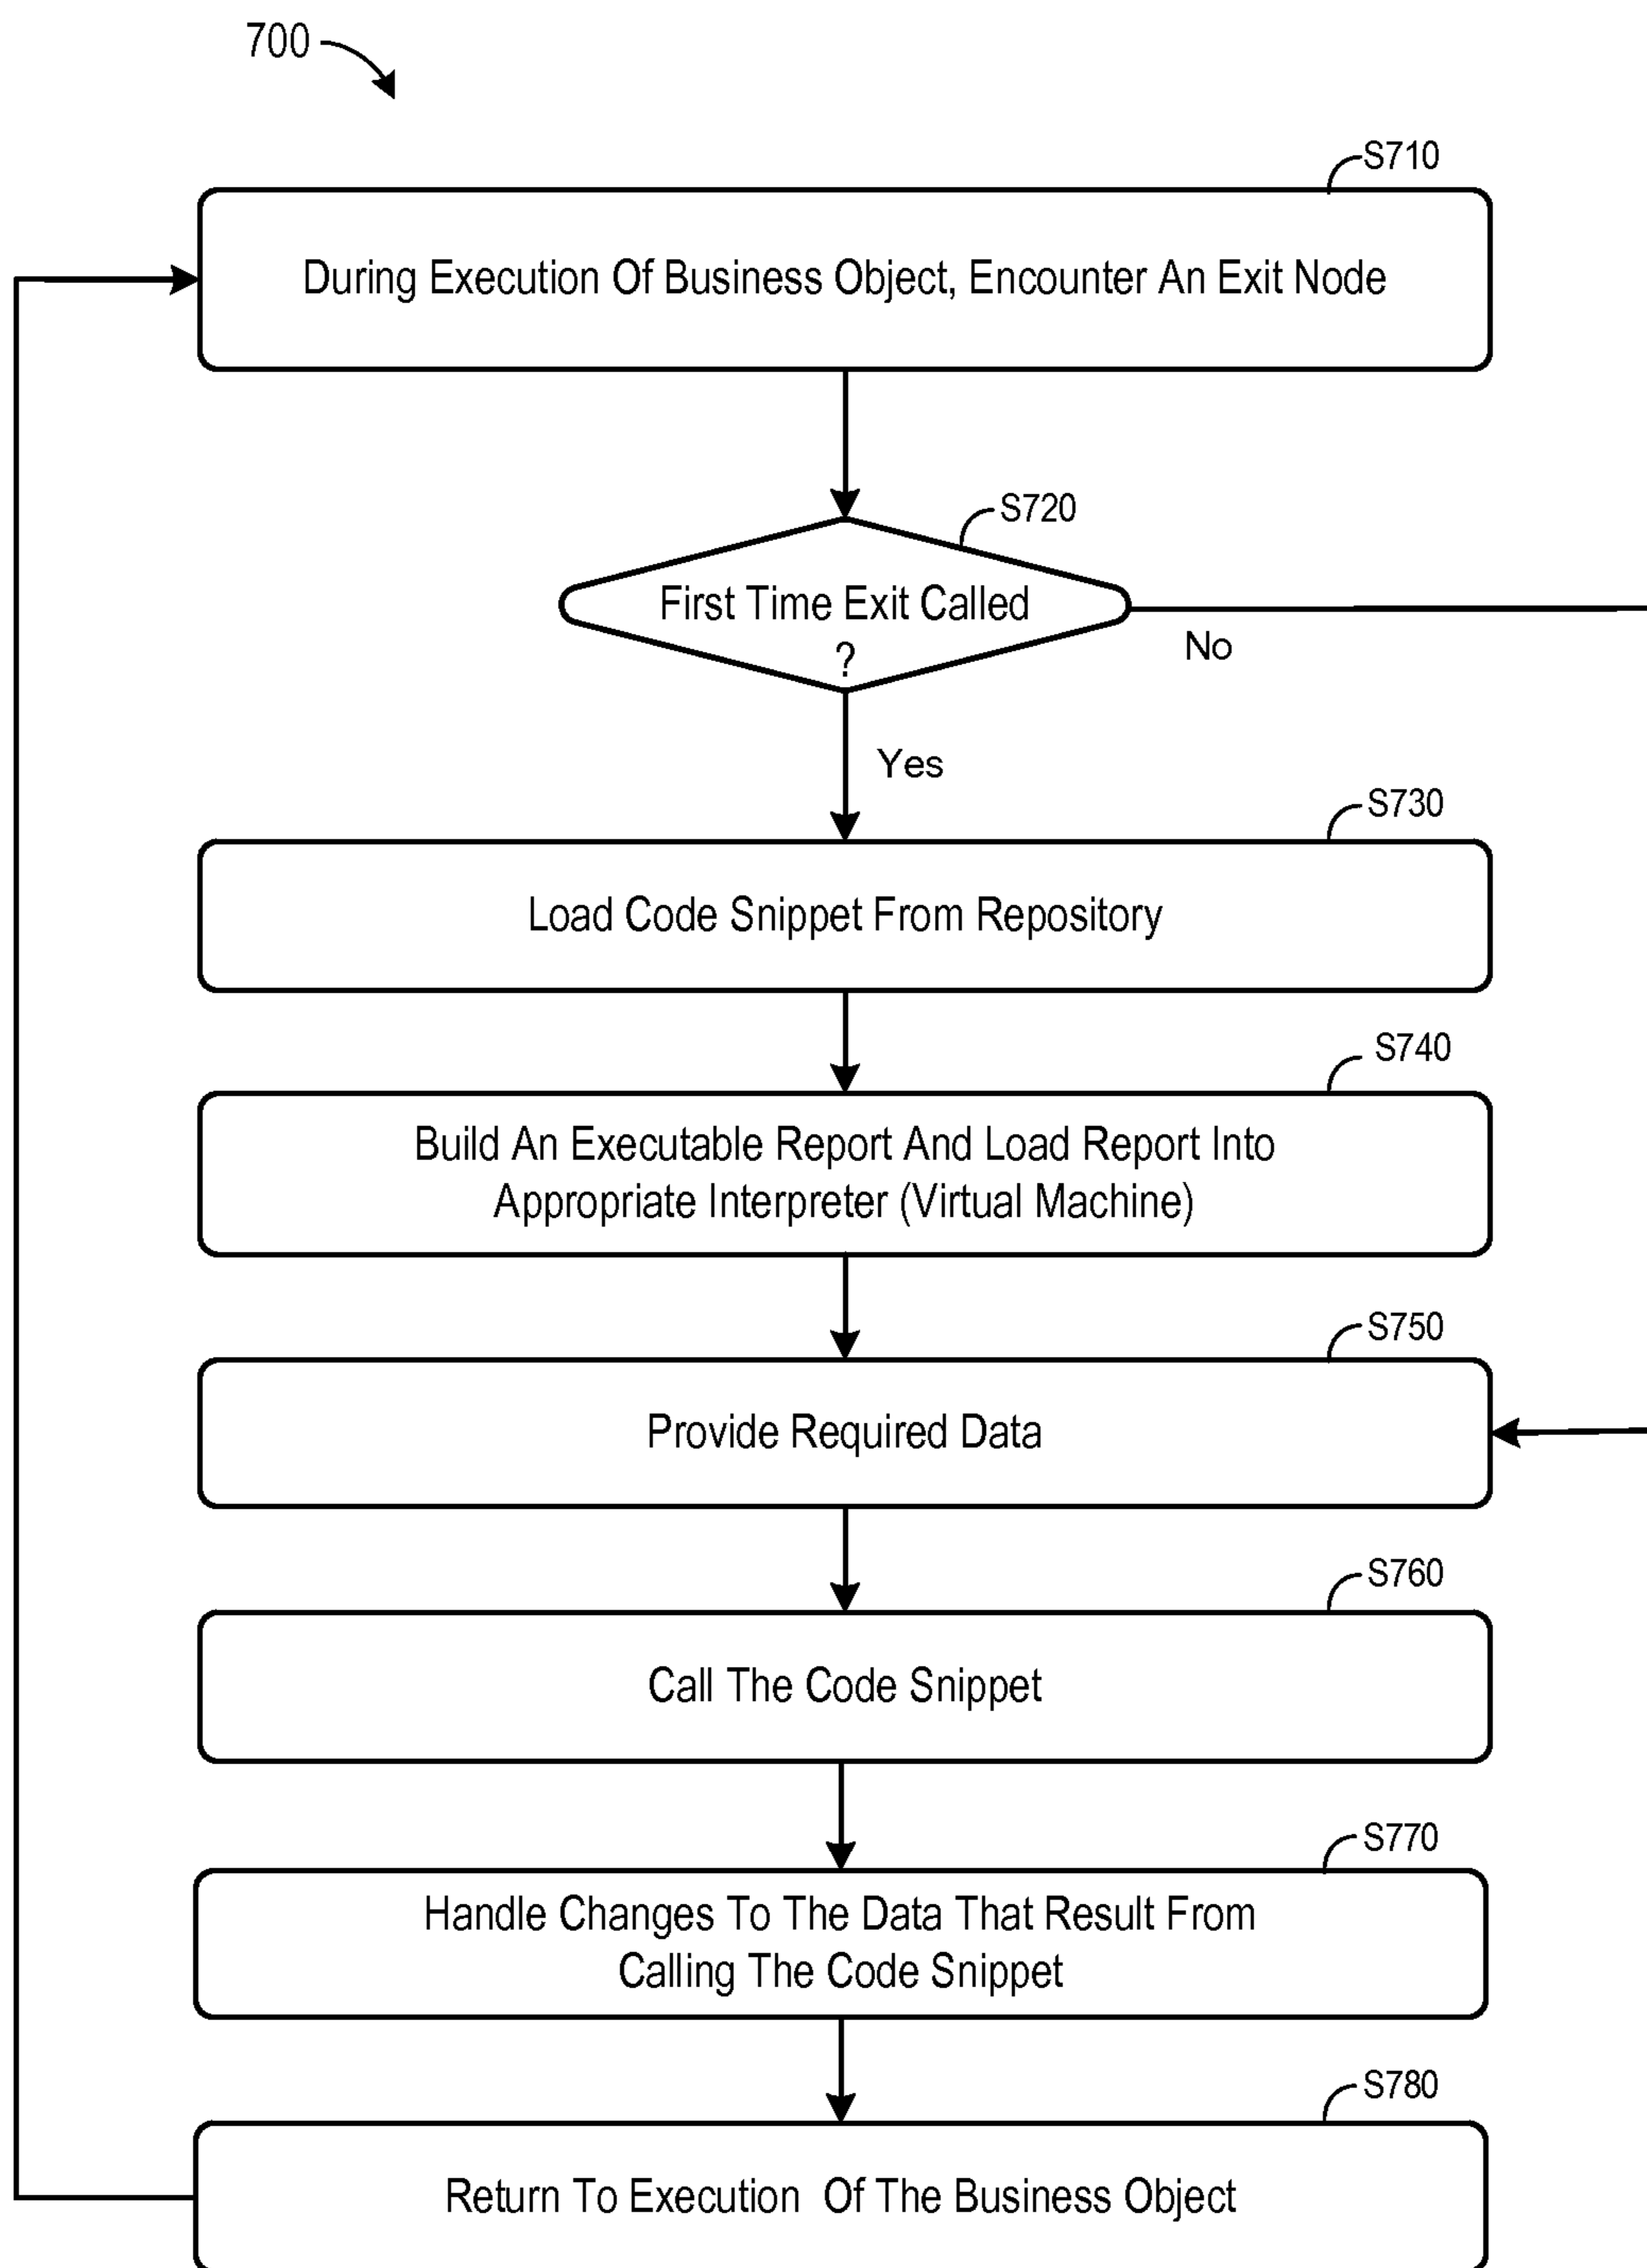 700
S710
During Execution Of Business Object, Encounter An Exit Node
S720
First Time Exit Called
?
No
Yes
S730
Load Code Snippet From Repository
S740
Build An Executable Report And Load Report Into
Appropriate Interpreter (Virtual Machine)
S750
Provide Required Data
S760
Call The Code Snippet
S770
Handle Changes To The Data That Result From
Calling The Code Snippet
S780
Return To Execution Of The Business Object